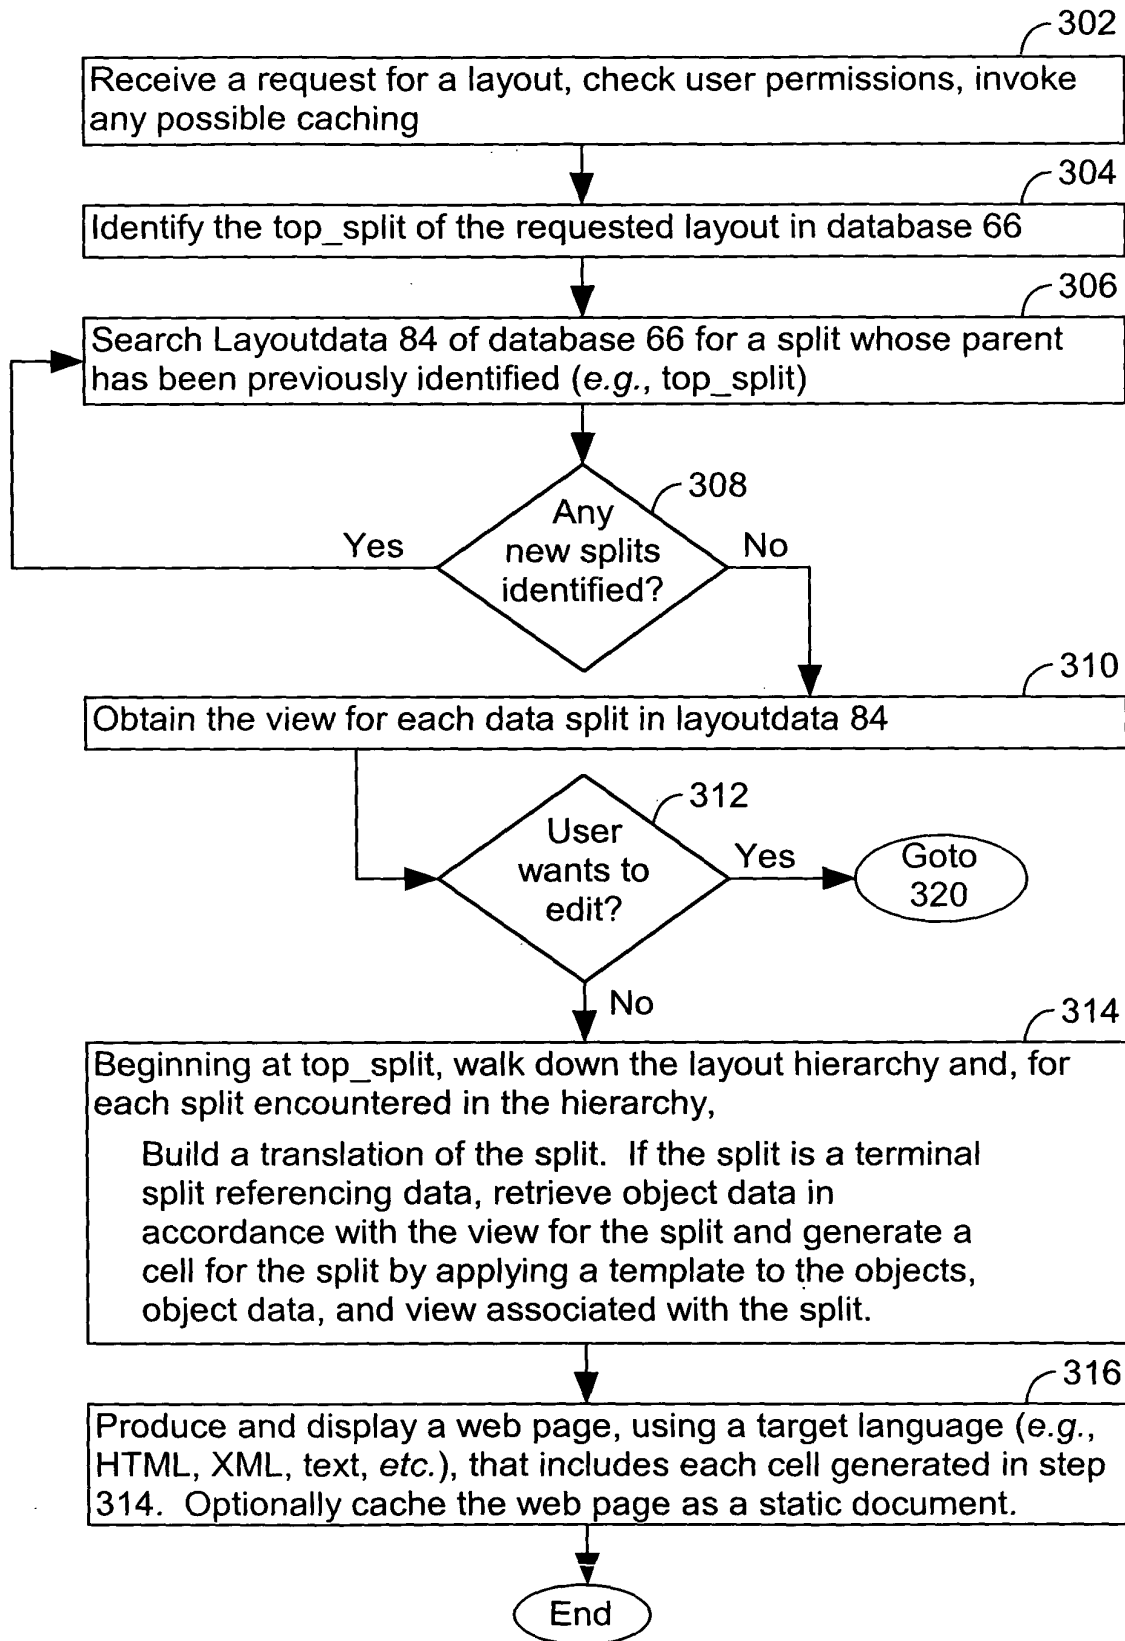 302
Receive a request for a layout, check user permissions, invoke
any possible caching
304
Identify the top_split of the requested layout in database 66
306
Search Layoutdata 84 of database 66 for a split whose parent
has been previously identified (e.g., top_split)
308
Any
new splits
identified?
Yes
No
310
Obtain the view for each data split in layoutdata 84
312
User
wants to
edit?
Yes
Goto
320
No
314
Beginning at top_split, walk down the layout hierarchy and, for
each split encountered in the hierarchy,
Build a translation of the split. If the split is a terminal
split referencing data, retrieve object data in
accordance with the view for the split and generate a
cell for the split by applying a template to the objects,
object data, and view associated with the split.
316
Produce and display a web page, using a target language (e.g.,
HTML, XML, text, etc.), that includes each cell generated in step
314. Optionally cache the web page as a static document.
End